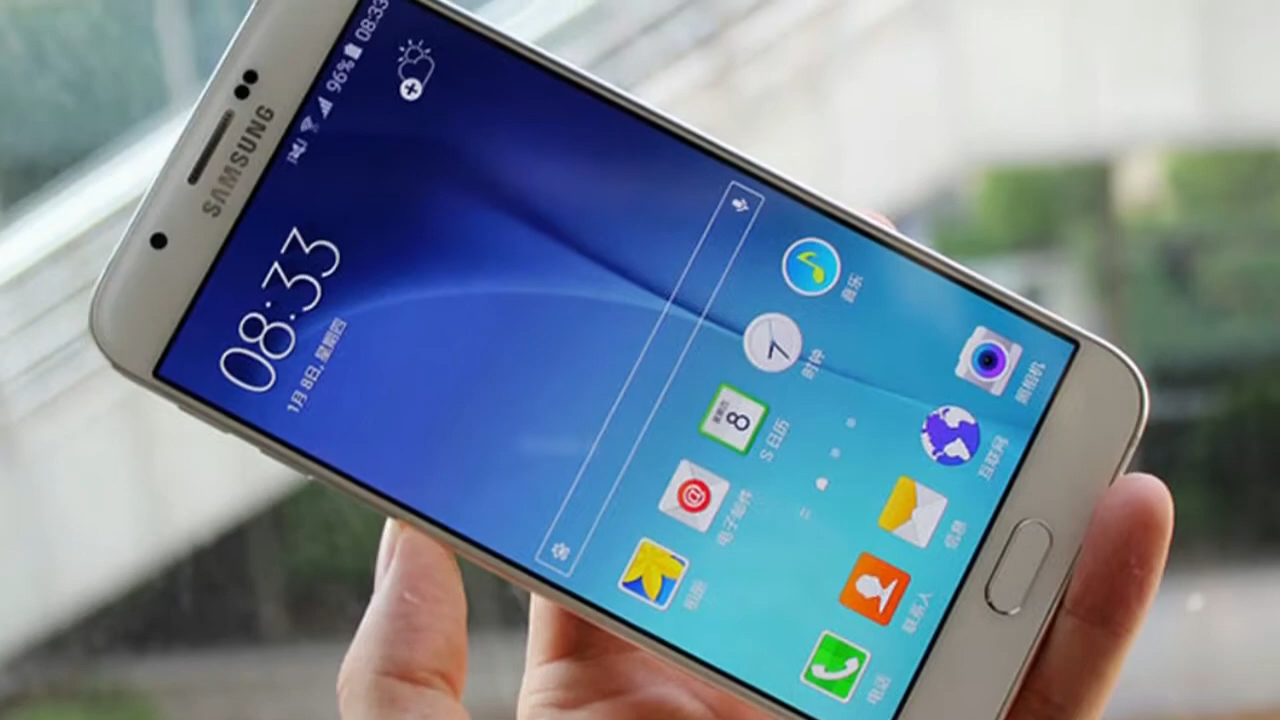 96% 08:33
SAMSUNG
08:33
1月 8日, 星期四
音乐
时钟
S 日历
8
电子邮件
相册
照相机
互联网
信息
联系人
电话